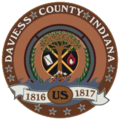 DAVIESS COUNTY, INDIANA
1816 US 1817